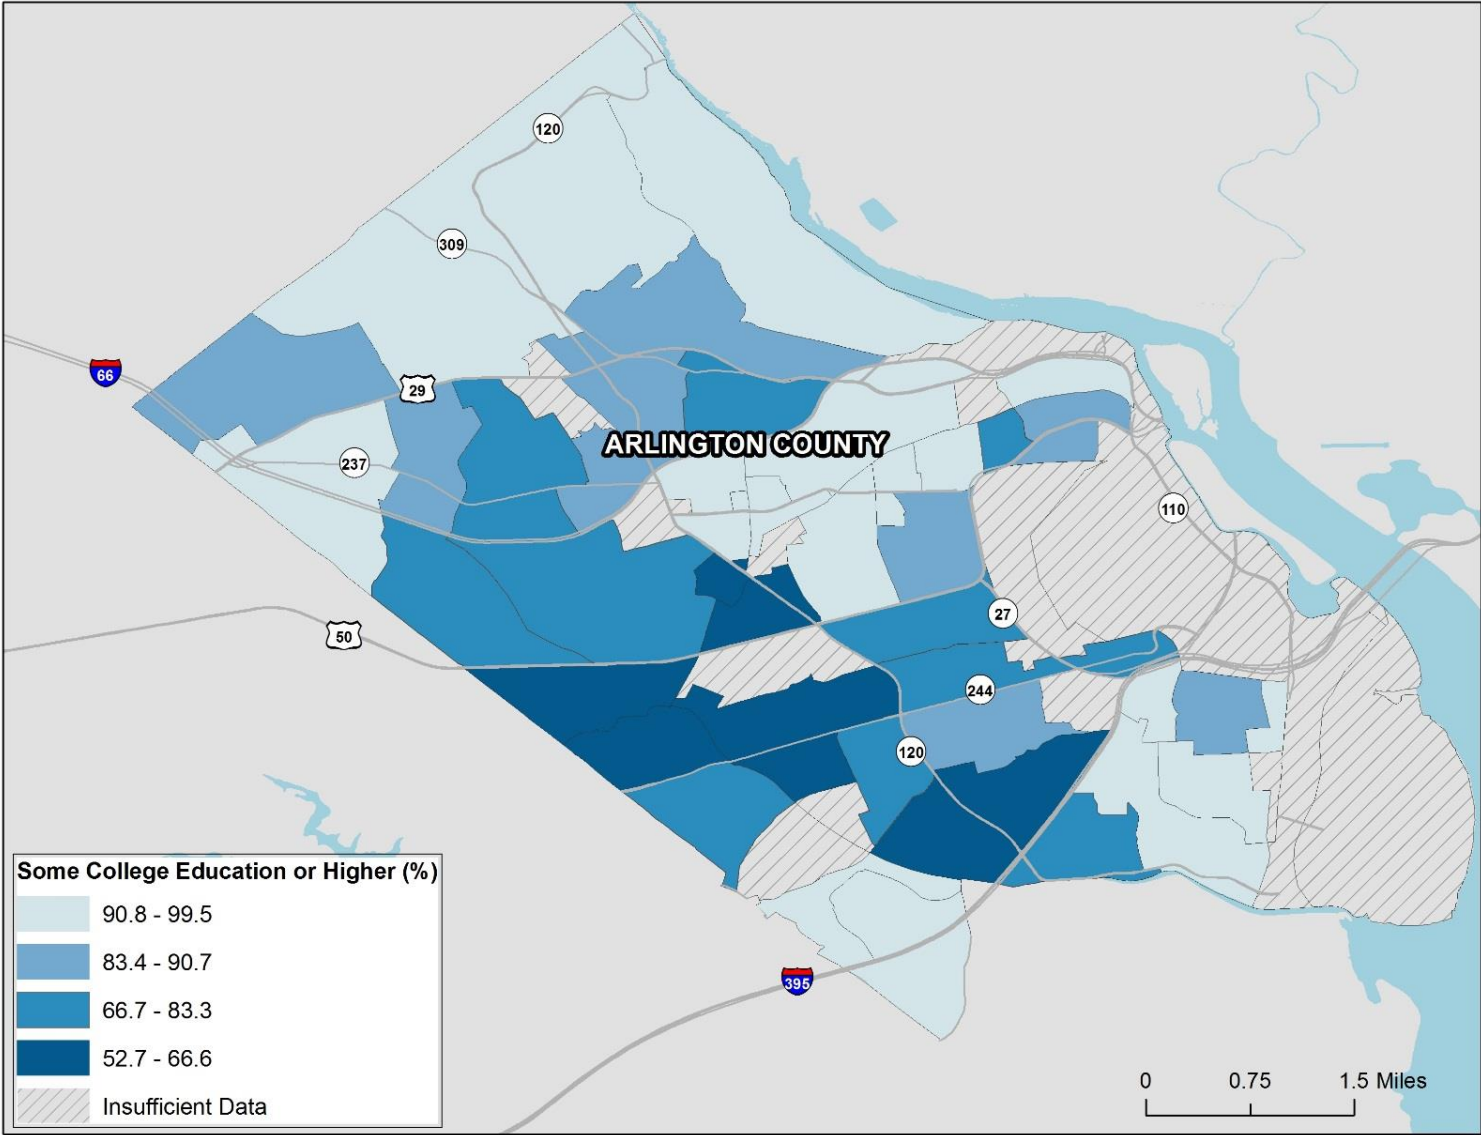 120
309
66
29
ARLINGTON COUNTY
237
110
50
27
244
120
Some College Education or Higher (%)
90.8 - 99.5
83.4 - 90.7
66.7 - 83.3
52.7 - 66.6
Insufficient Data
395
0 0.75 1.5 Miles